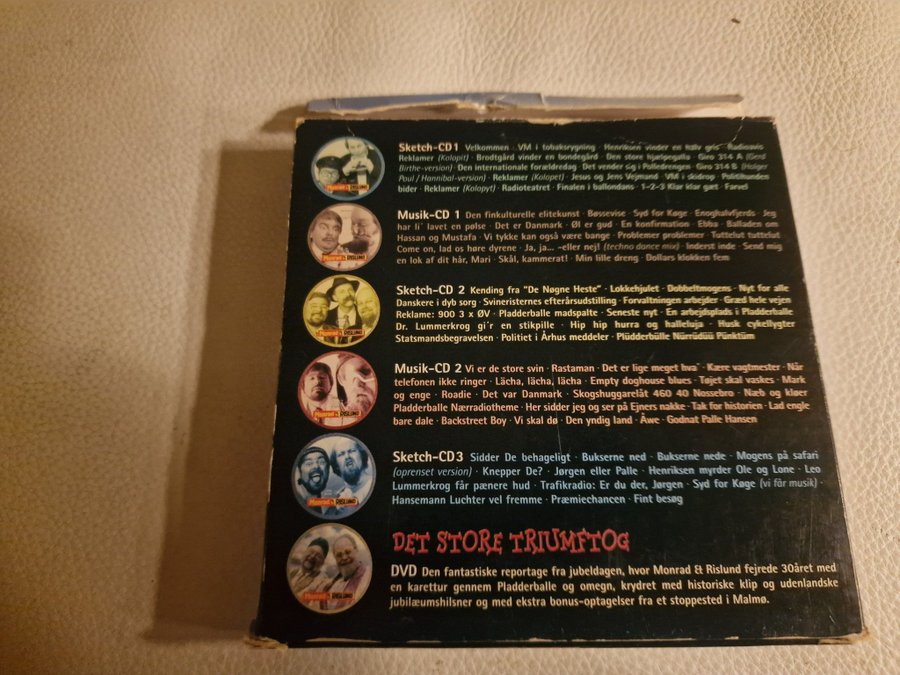 Sketch-CD1 Velkommen · VM i tobaksrygning · Henriksen vinder en halv gris · Radioavis
Reklamer (Kolopit) · Brodtgård vinder en bondegård · Den store hjælpegalla · Giro 314 A (Gerd
Birthe-version) · Den internationale forælderdag · Det vender sig i Polledrengen · Giro 314 B (Holger
Poul / Hannibal-version) · Reklamer (Kolopet) · Jesus og Jens Vejmand · VM i skidrop · Politihunden
bider · Reklamer (Kolopyt) · Radioteatret · Finalen i ballondans · 1-2-3 Klar klar gæt · Farvel
Musik-CD 1 Den finkulturelle elitekunst · Bøssevise · Syd for Køge · Enoghalvfjerds · Jeg
har li´ lavet en pølse · Det er Danmark · Øl er gud · En konfirmation · Ebba · Balladen om
Hassan og Mustafa · Vi tykke kan også være bange · Problemer problemer · Tuttelut tuttelut
Come on, lad os høre dyrene · Ja, ja... -eller nej! (techno dance mix) · Inderst inde · Send mig
en lok af dit hår, Mari · Skål, kammerat! · Min lille dreng · Dollars klokken fem
Sketch-CD 2 Kending fra "De Nøgne Heste" · Lokkehjulet · Dobbeltmogens · Nyt for alle
Danskere i dyb sorg · Svineristernes efterårsudstilling · Forvaltningen arbejder · Græd hele vejen
Reklame: 900 3 x ØV · Pladderballe madspalte · Seneste nyt · En arbejdsplads i Pladderballe
Dr. Lummerkrog gi´r en stikpille · Hip hip hurra og halleluja · Husk cykellygter
Statsmandsbegravelsen · Politiet i Århus meddeler · Plüdderbülle Nürrüdüü Pünktüm
Musik-CD 2 Vi er de store svin · Rastaman · Det er lige meget hva´ · Kære vagtmester · Når
telefonen ikke ringer · Lächa, lächa, lächa · Empty doghouse blues · Tøjet skal vaskes · Mark
og enge · Roadie · Det var Danmark · Skogshuggarelåt 460 40 Nossebro · Næb og kløer
Pladderballe Nærradiotheme · Her sidder jeg og ser på Ejners nakke · Tak for historien · Lad engle
bare dale · Backstreet Boy · Vi skal dø · Den yndig land · Åwe · Godnat Palle Hansen
Sketch-CD3 Sidder De behageligt · Bukserne ned · Bukserne nede · Mogens på safari
(oprenset version) · Knepper De? · Jørgen eller Palle · Henriksen myrder Ole og Lone · Leo
Lummerkrog får pænere hud · Trafikradio: Er du der, Jørgen · Syd for Køge (vi får musik) ·
Hansemann Luchter vel fremme · Præmiechancen · Fint besøg
DET STORE TRIUMFTOG
DVD Den fantastiske reportage fra jubeldagen, hvor Monrad & Rislund fejrede 30året med
en karettur gennem Pladderballe og omegn, krydret med historiske klip og udenlandske
jubilæumshilsner og med ekstra bonus-optagelser fra et stoppested i Malmø.
Monrad & RISLUND
Monrad & RISLUND
Monrad & RISLUND
Monrad & RISLUND
Monrad & RISLUND
Monrad & RISLUND